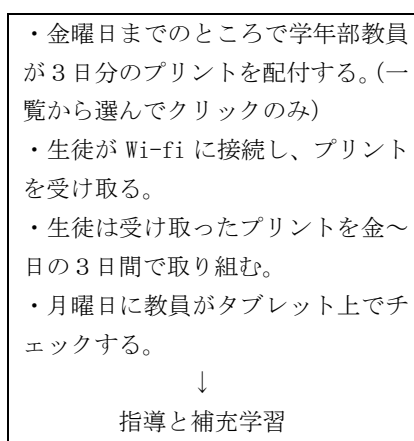 ・金曜日までのところで学年部教員
が３日分のプリントを配付する。(一
覧から選んでクリックのみ)
・生徒が Wi-fi に接続し、プリント
を受け取る。
・生徒は受け取ったプリントを金～
日の３日間で取り組む。
・月曜日に教員がタブレット上でチ
ェックする。
↓
指導と補充学習